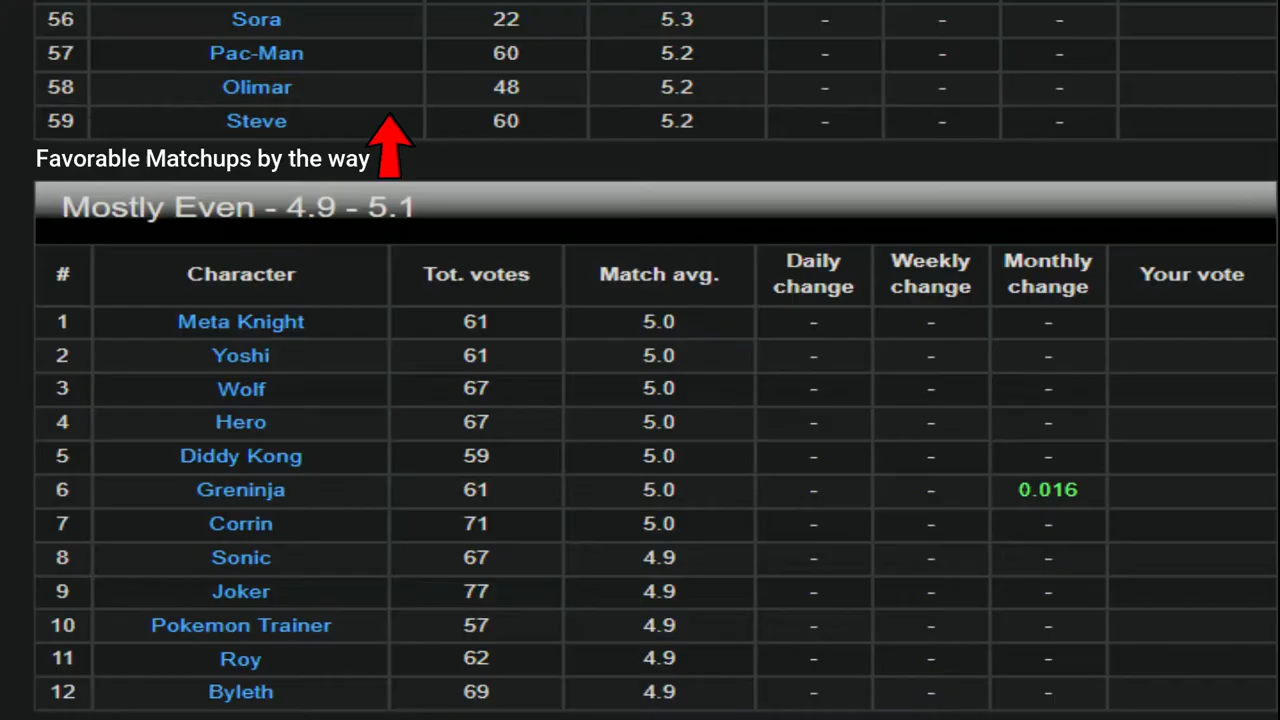 56 Sora 22 5.3 - - -
57 Pac-Man 60 5.2 - - -
58 Olimar 48 5.2 - - -
59 Steve 60 5.2 - - -
Favorable Matchups by the way
Mostly Even - 4.9 - 5.1
# Character Tot. votes Match avg. Daily change Weekly change Monthly change Your vote
1 Meta Knight 61 5.0 - - -
2 Yoshi 61 5.0 - - -
3 Wolf 67 5.0 - - -
4 Hero 67 5.0 - - -
5 Diddy Kong 59 5.0 - - -
6 Greninja 61 5.0 - - 0.016
7 Corrin 71 5.0 - - -
8 Sonic 67 4.9 - - -
9 Joker 77 4.9 - - -
10 Pokemon Trainer 57 4.9 - - -
11 Roy 62 4.9 - - -
12 Byleth 69 4.9 - - -